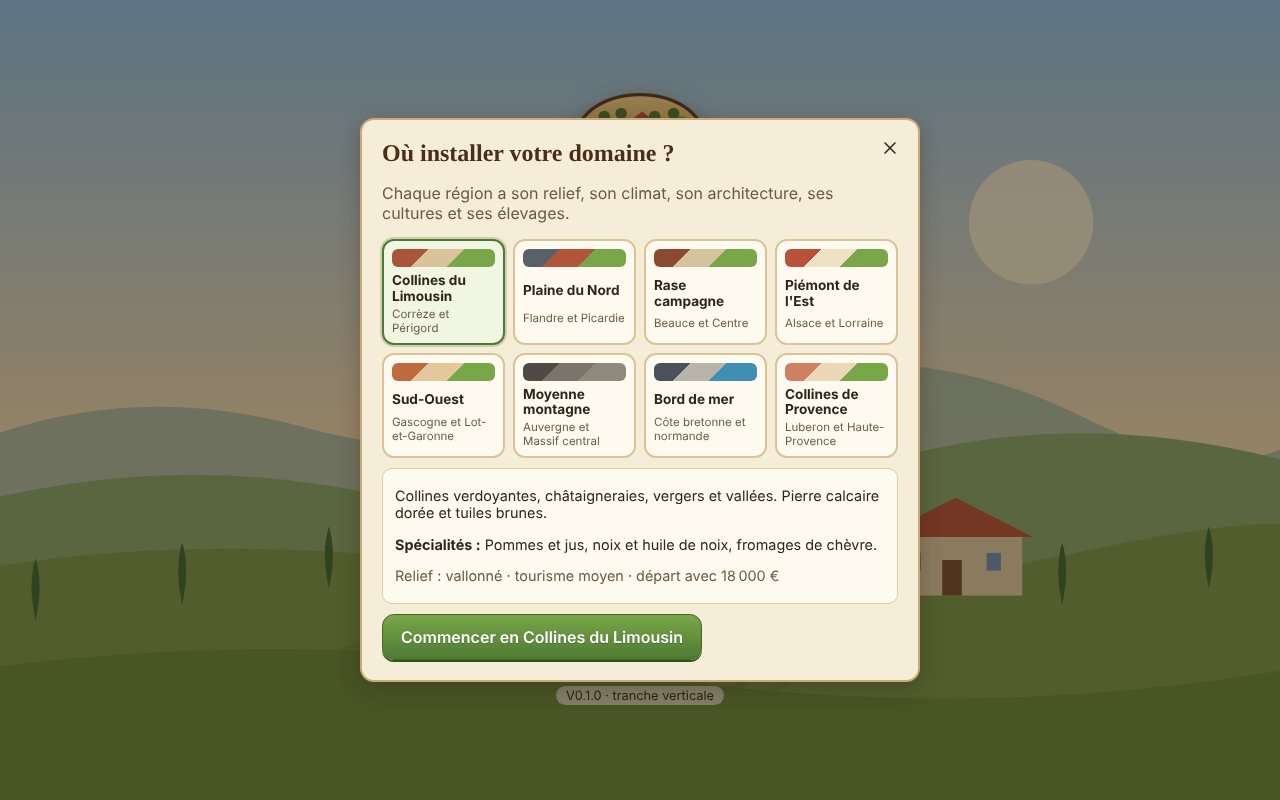 Où installer votre domaine ?
Chaque région a son relief, son climat, son architecture, ses
cultures et ses élevages.
Collines du
Limousin
Corrèze et
Périgord
Plaine du Nord
Flandre et Picardie
Rase
campagne
Beauce et Centre
Piémont de
l'Est
Alsace et Lorraine
Sud-Ouest
Gascogne et Lot-
et-Garonne
Moyenne
montagne
Auvergne et
Massif central
Bord de mer
Côte bretonne et
normande
Collines de
Provence
Luberon et Haute-
Provence
Collines verdoyantes, châtaigneraies, vergers et vallées. Pierre calcaire
dorée et tuiles brunes.
Spécialités : Pommes et jus, noix et huile de noix, fromages de chèvre.
Relief : vallonné · tourisme moyen · départ avec 18 000 €
Commencer en Collines du Limousin
V0.1.0 · tranche verticale